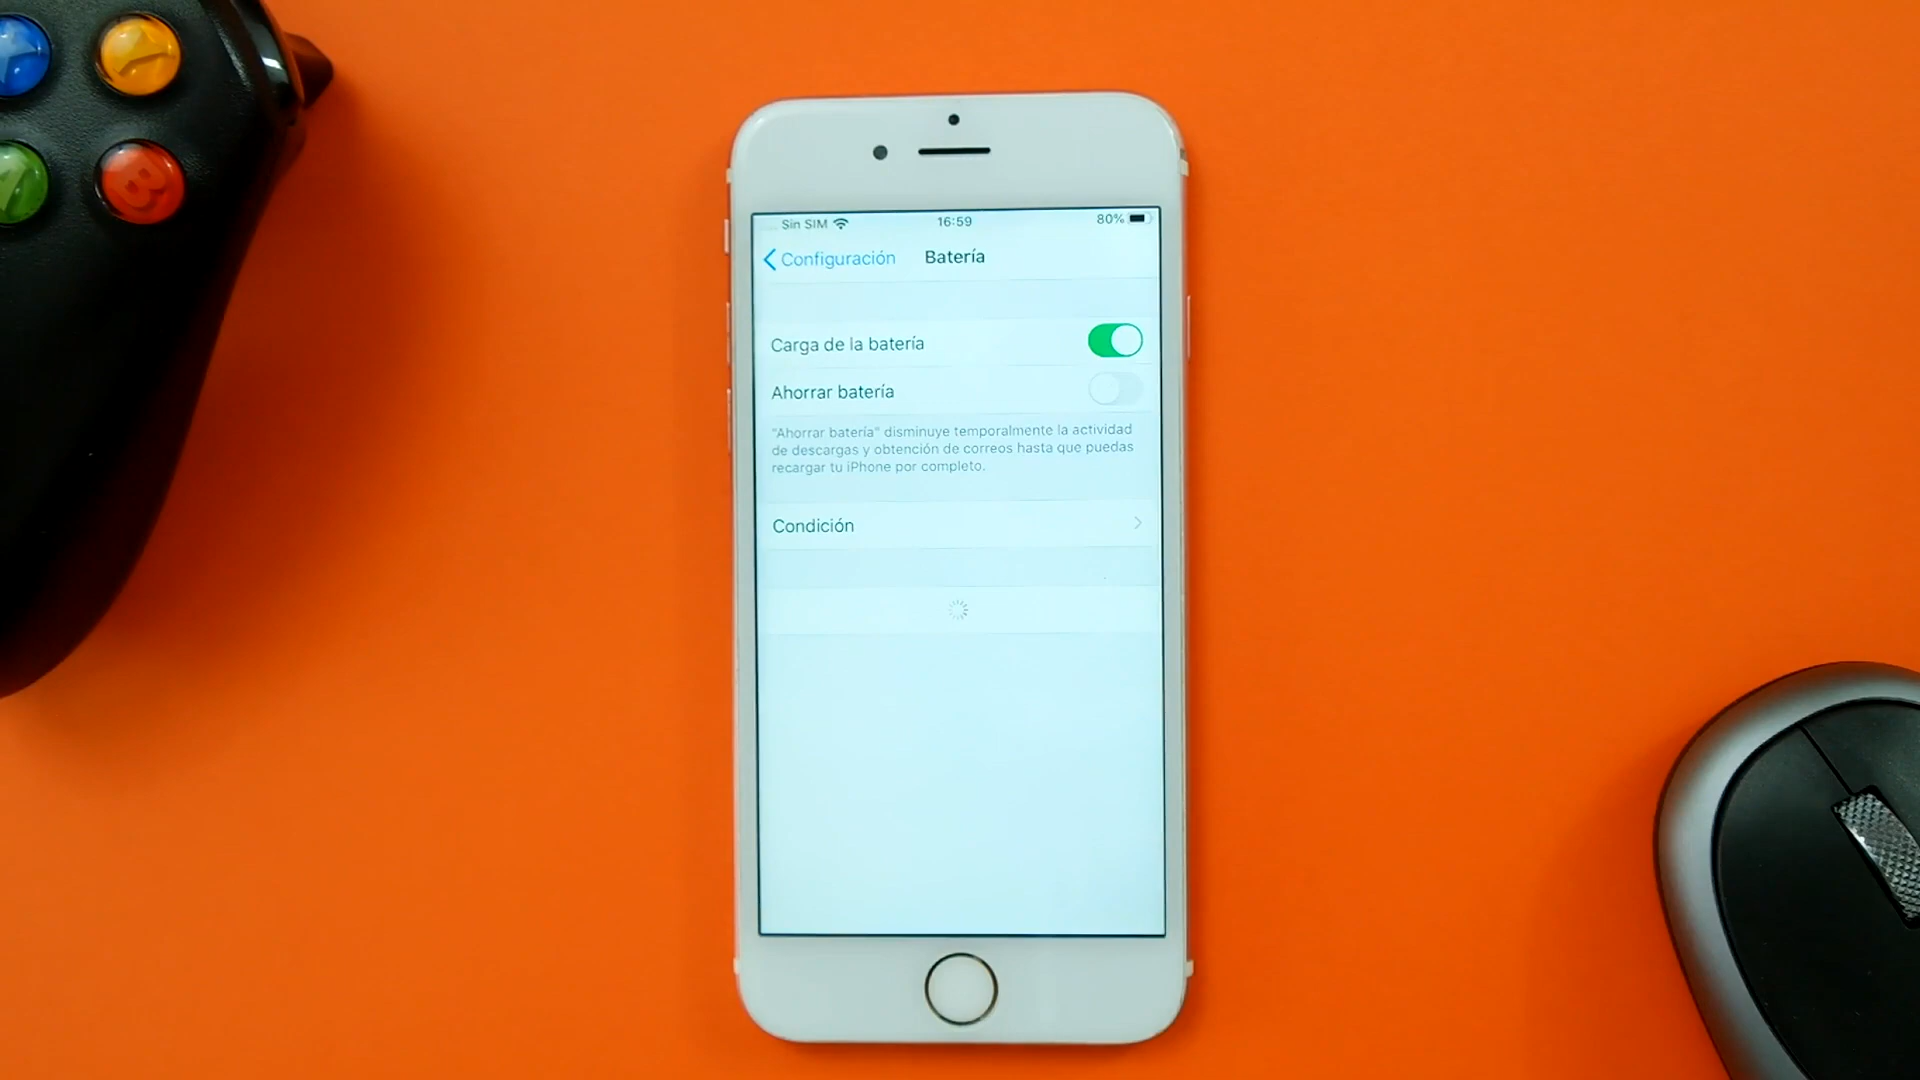 Sin SIM
16:59
80%
Configuración
Batería
Carga de la batería
Ahorrar batería
"Ahorrar batería" disminuye temporalmente la actividad
de descargas y obtención de correos hasta que puedas
recargar tu iPhone por completo.
Condición
Y
X
A
B